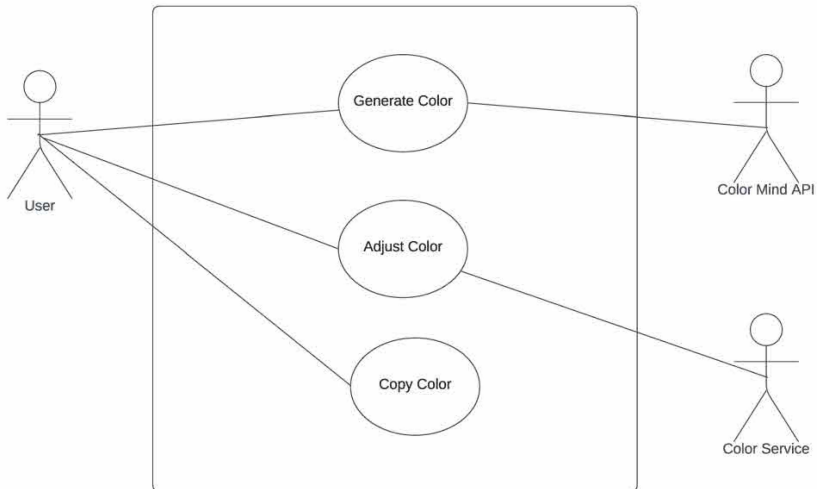 Generate Color
Color Mind API
User
Adjust Color
Copy Color
Color Service